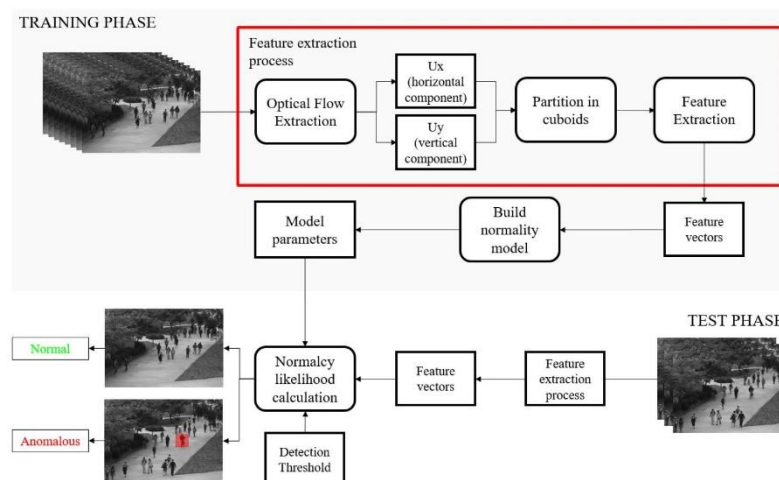 TRAINING PHASE
Feature extraction
process
Optical Flow
Extraction
Ux
(horizontal
component)
Uy
(vertical
component)
Partition in
cuboids
Feature
Extraction
Model
parameters
Build
normality
model
Feature
vectors
TEST PHASE
Normal
Anomalous
Normalcy
likelihood
calculation
Feature
vectors
Feature
extraction
process
Detection
Threshold